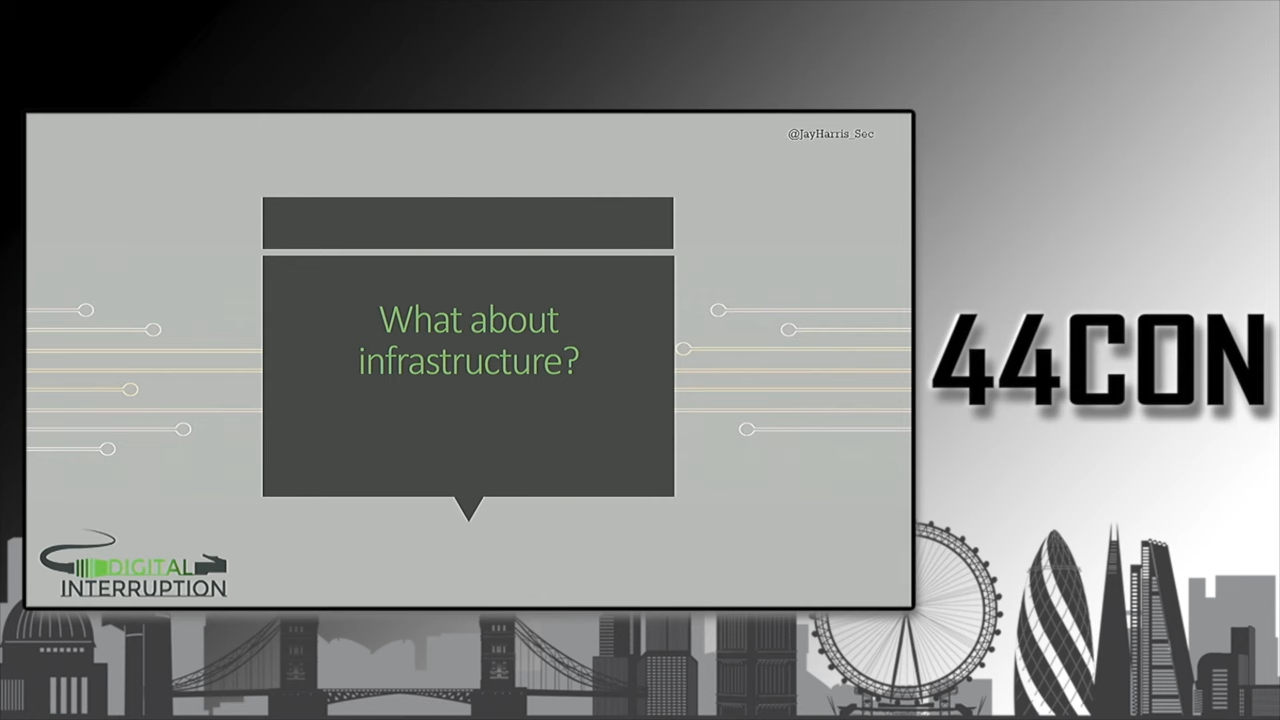 @JayHarris_Sec
What about
infrastructure?
44CON
DIGITAL
INTERRUPTION